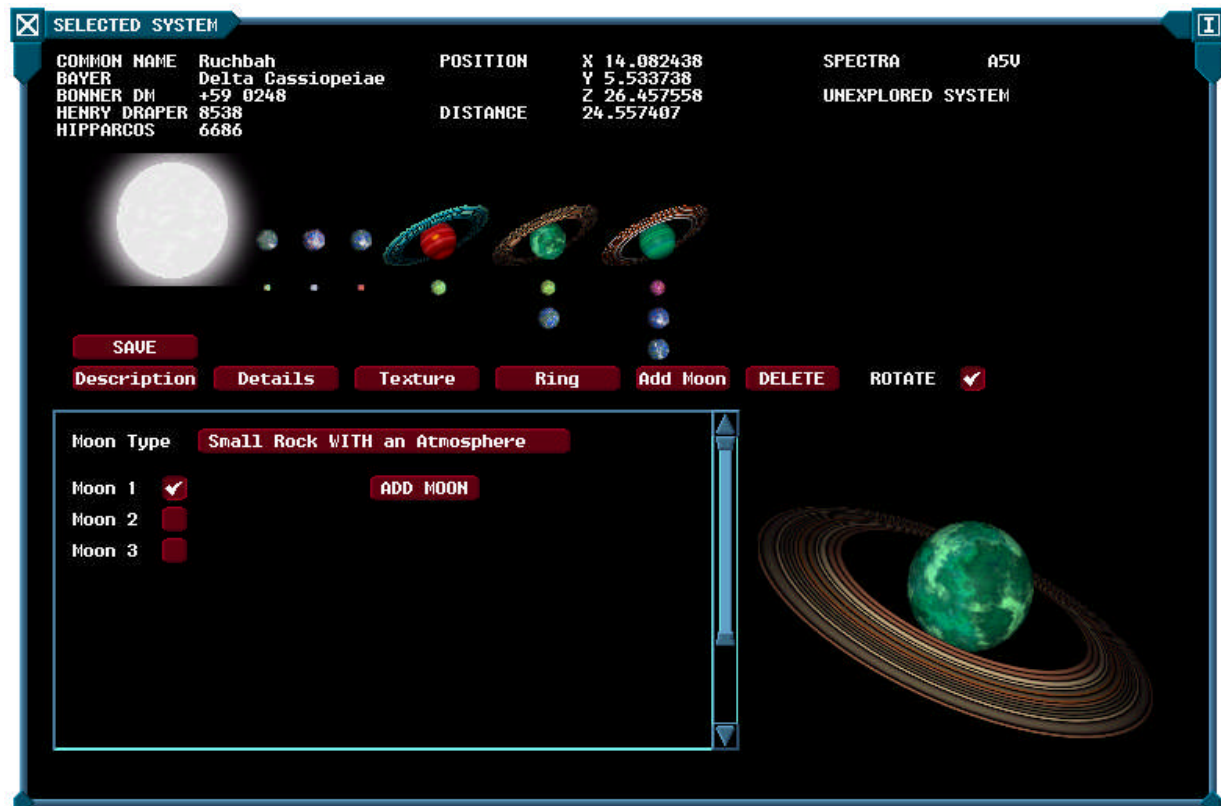 SELECTED SYSTEM
COMMON NAME Ruchbah POSITION X 14.082438 SPECTRA A5V
BAYER Delta Cassiopeiae Y 5.533738
BONNER DM +59 0248 Z 26.457558 UNEXPLORED SYSTEM
HENRY DRAPER 8538 DISTANCE 24.557407
HIPPARCOS 6686
SAVE
Description Details Texture Ring Add Moon DELETE ROTATE
Moon Type Small Rock WITH an Atmosphere
Moon 1 ADD MOON
Moon 2
Moon 3